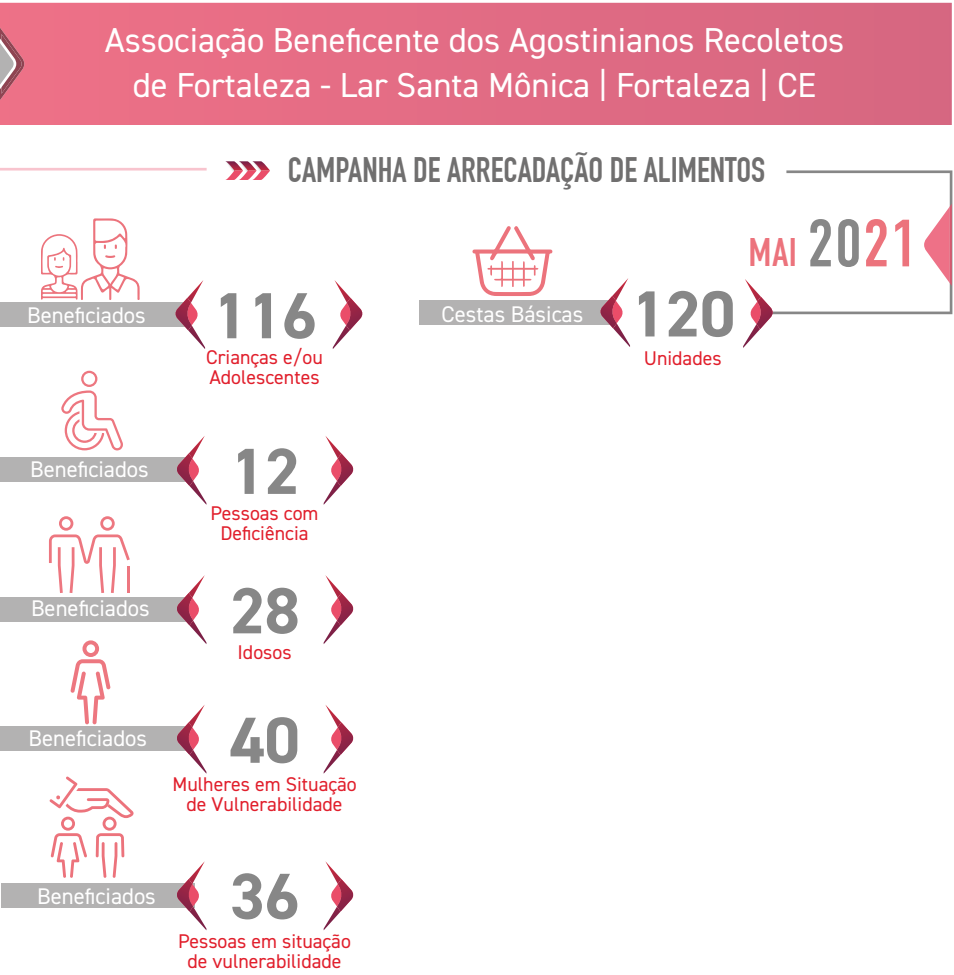 Associação Beneficente dos Agostinianos Recoletos
de Fortaleza - Lar Santa Mônica | Fortaleza | CE
CAMPANHA DE ARRECADAÇÃO DE ALIMENTOS
MAI 2021
Beneficiados
116
Crianças e/ou
Adolescentes
Cestas Básicas
120
Unidades
Beneficiados
12
Pessoas com
Deficiência
Beneficiados
28
Idosos
Beneficiados
40
Mulheres em Situação
de Vulnerabilidade
Beneficiados
36
Pessoas em situação
de vulnerabilidade